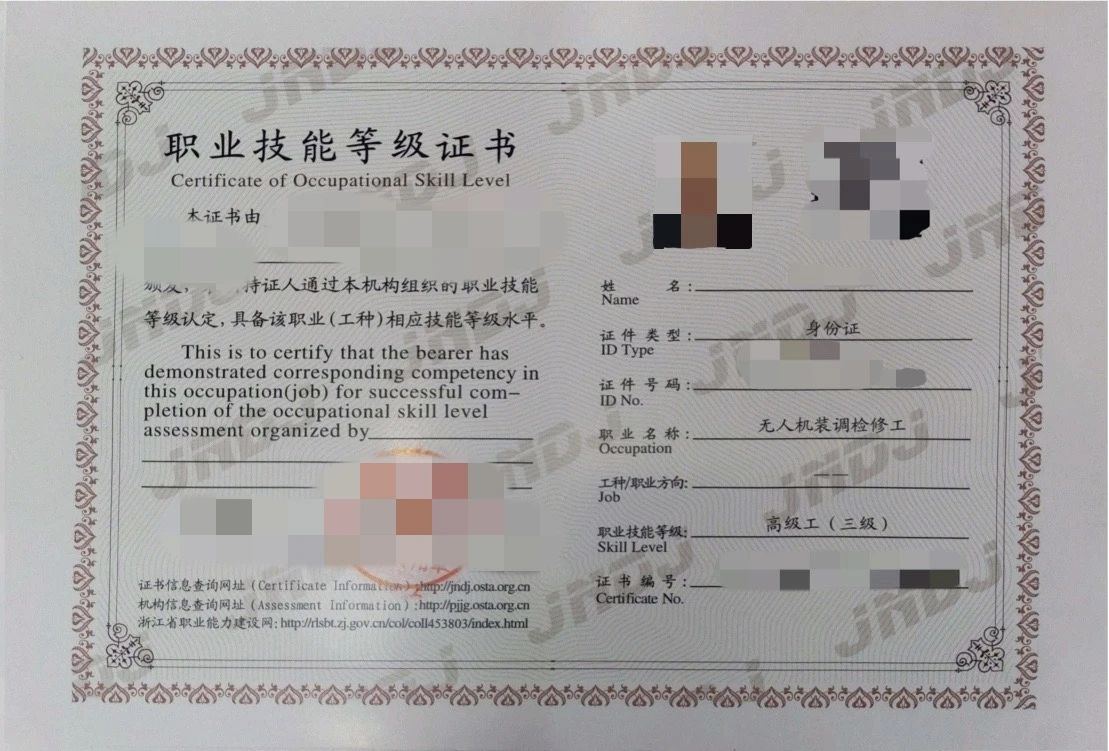 职业技能等级证书
Certificate of Occupational Skill Level
本证书由
颁发，持证人通过本机构组织的职业技能
等级认定，具备该职业（工种）相应技能等级水平。
This is to certify that the bearer has
demonstrated corresponding competency in
this occupation(job) for successful com-
pletion of the occupational skill level
assessment organized by
证书信息查询网址（Certificate Information）:http://jndj.osta.org.cn
机构信息查询网址（Assessment Information）:http://pjjg.osta.org.cn
浙江省职业能力建设网：http://rlsbt.zj.gov.cn/col/coll453803/index.html
姓名：
Name
证件类型：身份证
ID Type
证件号码：
ID No.
职业名称：无人机装调检修工
Occupation
工种/职业方向： ——
Job
职业技能等级：高级工（三级）
Skill Level
证书编号：
Certificate No.
JNDJ